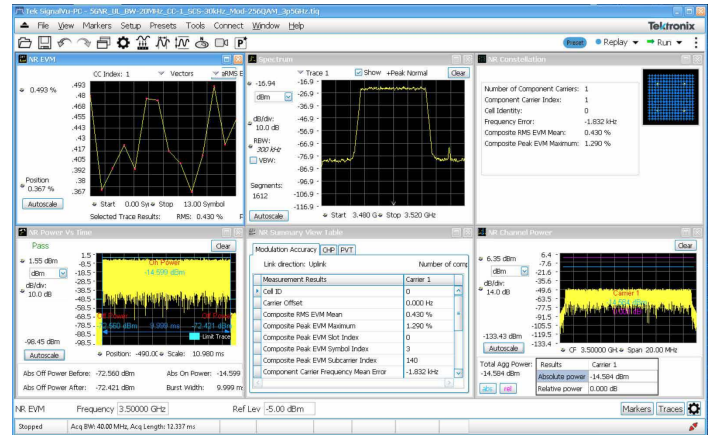 Tek SignalVu-PC - 5GNR_UL_BW-20MHz_CC-1_SCS-30kHz_Mod-256QAM_3p5GHz.tiq
File View Markers Setup Presets Tools Connect Window Help
Tektronix
Preset Replay Run
NR EVM
CC Index: 1 Vectors
0.493 %
.493
.48
.468
.455
.443
.43
.417
.405
.392
.38
.367
Position
0.367 %
Autoscale
Start 0.00 Stop 13.00 Symbol
Selected Trace Results: RMS: 0.430 %
Spectrum
Trace 1 Show +Peak Normal Clear
-16.94
dBm
dB/div:
10.0 dB
RBW:
300 kHz
VBW:
Segments:
1612
Autoscale
-16.9
-26.9
-36.9
-46.9
-56.9
-66.9
-76.9
-86.9
-96.9
-106.9
-116.9
Start 3.480 G Stop 3.520 GHz
NR Constellation
Number of Component Carriers: 1
Component Carrier Index: 1
Cell Identity: 0
Frequency Error: -1.832 kHz
Composite RMS EVM Mean: 0.430 %
Composite Peak EVM Maximum: 1.290 %
NR Power Vs Time
Pass
Clear
1.55 dBm
dBm
dB/div:
10.0 dB
1.5
-8.5
-18.5
-28.5
-38.5
-48.5
-58.5
-68.5
-78.5
-88.5
-98.5
On Power
-14.599 dBm
Off Power
-72.560 dBm 9.999 ms -72.421 dBm
Limit Trace
-98.45 dBm
Autoscale
Position: -490.0 Scale: 10.980 ms
Abs Off Power Before: -72.560 dBm Abs On Power: -14.599
Abs Off Power After: -72.421 dBm Burst Width: 9.999 m
NR Summary View Table
Modulation Accuracy CHP PVT
Link direction: Uplink Number of comp
Measurement Results Carrier 1
Cell ID 0
Carrier Offset 0.000 Hz
Composite RMS EVM Mean 0.430 %
Composite Peak EVM Maximum 1.290 %
Composite Peak EVM Slot Index 0
Composite Peak EVM Symbol Index 3
Composite Peak EVM Subcarrier Index 140
Component Carrier Frequency Mean Error -1.832 kHz
NR Channel Power
Clear
6.35 dBm
dBm
dB/div:
14.0 dB
6.4
-7.6
-21.6
-35.6
-49.6
-63.5
-77.5
-91.5
-105.5
-119.5
-133.4
Carrier 1
-133.43 dBm
Autoscale
CF 3.50000 GH Span 20.00 MHz
Total Agg Power:
-14.584 dBm
abs rel
Results Carrier 1
Absolute power -14.584 dBm
Relative power 0.000 dB
NR EVM Frequency 3.50000 GHz Ref Lev -5.00 dBm Markers Traces
Stopped Acq BW: 40.00 MHz, Acq Length: 12.337 ms